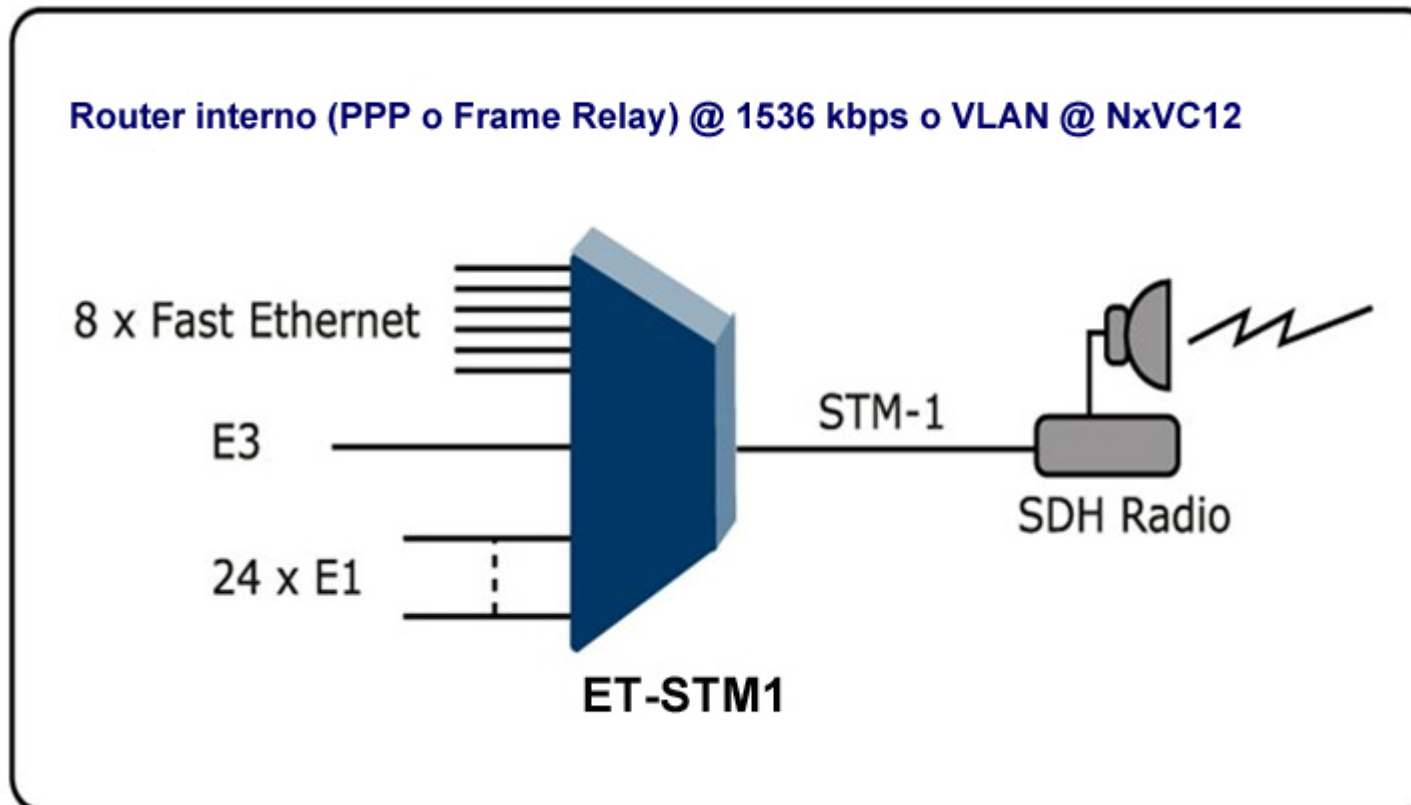 Router interno (PPP o Frame Relay) @ 1536 kbps o VLAN @ NxVC12
8 x Fast Ethernet
E3
STM-1
SDH Radio
24 x E1
ET-STM1